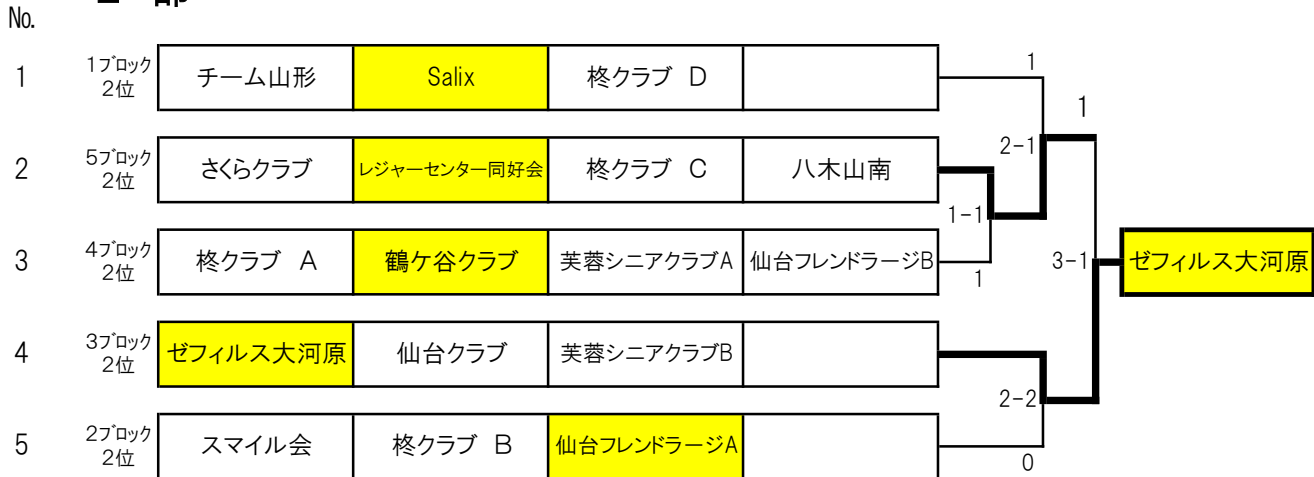 No.
1 1ブロック 2位 チーム山形 Salix 柊クラブ D
2 5ブロック 2位 さくらクラブ レジャーセンター同好会 柊クラブ C 八木山南
3 4ブロック 2位 柊クラブ A 鶴ケ谷クラブ 芙蓉シニアクラブA 仙台フレンドラージB
4 3ブロック 2位 ゼフィルス大河原 仙台クラブ 芙蓉シニアクラブB
5 2ブロック 2位 スマイル会 柊クラブ B 仙台フレンドラージA
1
1
2-1
1-1
1
3-1 ゼフィルス大河原
2-2
0